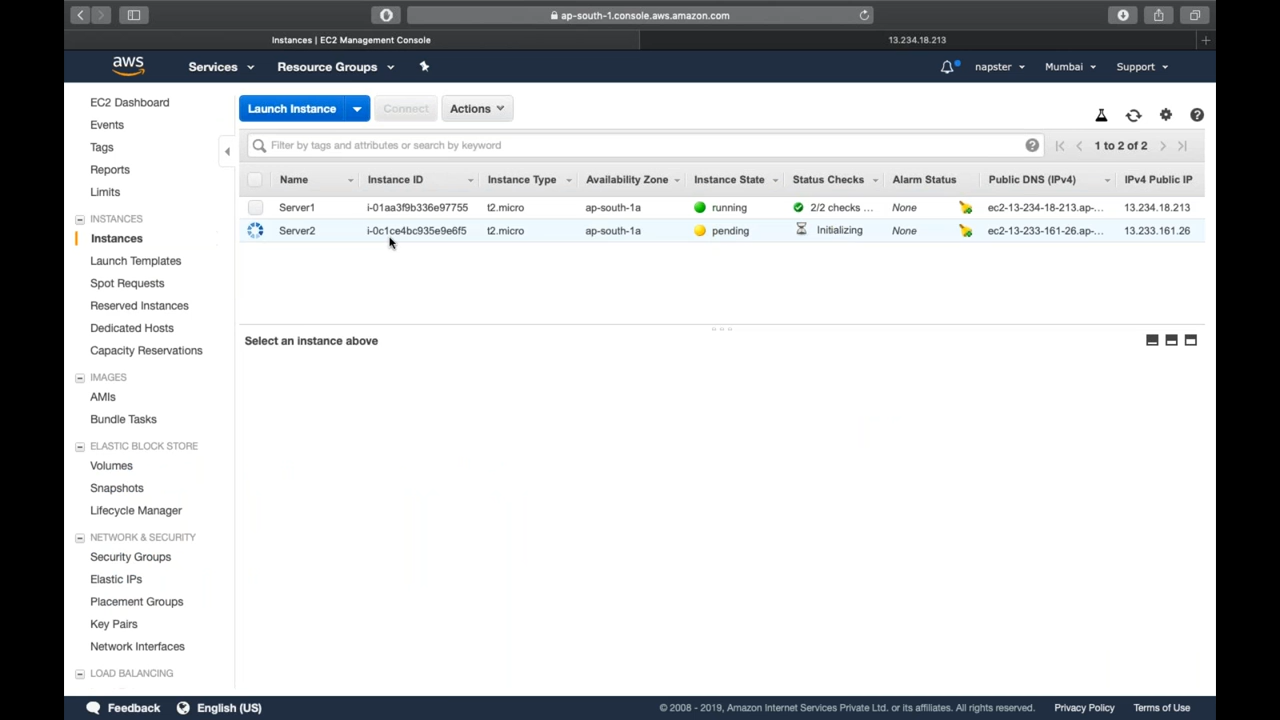 ap-south-1.console.aws.amazon.com
Instances | EC2 Management Console
13.234.18.213
aws
Services
Resource Groups
napster
Mumbai
Support
EC2 Dashboard
Events
Tags
Reports
Limits
INSTANCES
Instances
Launch Templates
Spot Requests
Reserved Instances
Dedicated Hosts
Capacity Reservations
IMAGES
AMIs
Bundle Tasks
ELASTIC BLOCK STORE
Volumes
Snapshots
Lifecycle Manager
NETWORK & SECURITY
Security Groups
Elastic IPs
Placement Groups
Key Pairs
Network Interfaces
LOAD BALANCING
Launch Instance
Connect
Actions
Filter by tags and attributes or search by keyword
1 to 2 of 2
Name Instance ID Instance Type Availability Zone Instance State Status Checks Alarm Status Public DNS (IPv4) IPv4 Public IP
Server1 i-01aa3f9b336e97755 t2.micro ap-south-1a running 2/2 checks ... None ec2-13-234-18-213.ap-... 13.234.18.213
Server2 i-0c1ce4bc935e9e6f5 t2.micro ap-south-1a pending Initializing None ec2-13-233-161-26.ap-... 13.233.161.26
Select an instance above
Feedback
English (US)
© 2008 - 2019, Amazon Internet Services Private Ltd. or its affiliates. All rights reserved.
Privacy Policy
Terms of Use